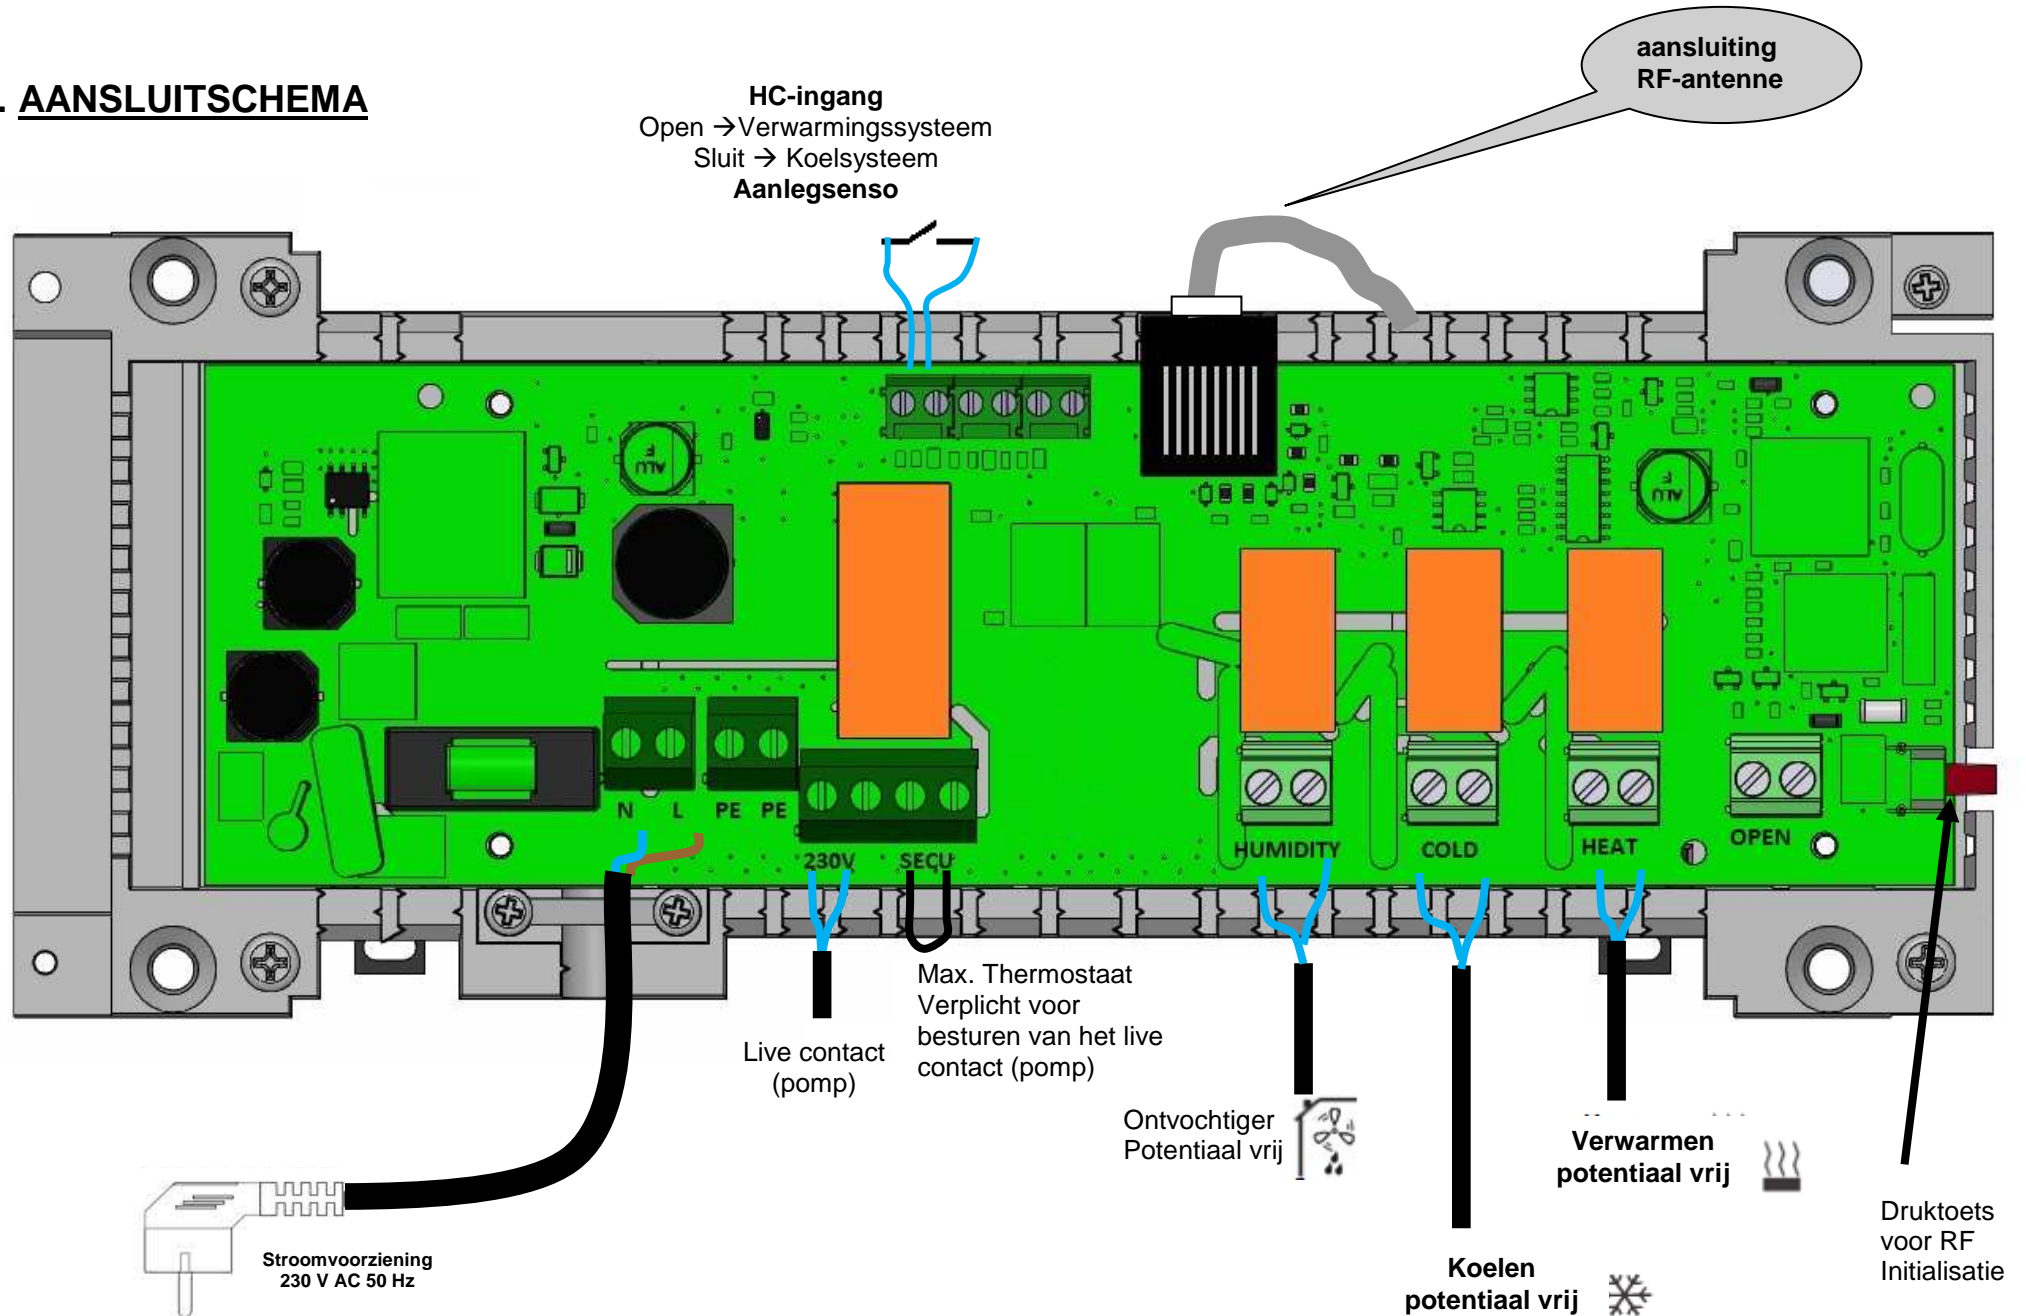 . AANSLUITSCHEMA
aansluiting
RF-antenne
HC-ingang
Open →Verwarmingssysteem
Sluit → Koelsysteem
Aanlegsenso
N L PE PE
230V SECU
HUMIDITY
COLD
HEAT
OPEN
Live contact
(pomp)
Max. Thermostaat
Verplicht voor
besturen van het live
contact (pomp)
Ontvochtiger
Potentiaal vrij
Verwarmen
potentiaal vrij
Koelen
potentiaal vrij
Druktoets
voor RF
Initialisatie
Stroomvoorziening
230 V AC 50 Hz
ALU
ALU